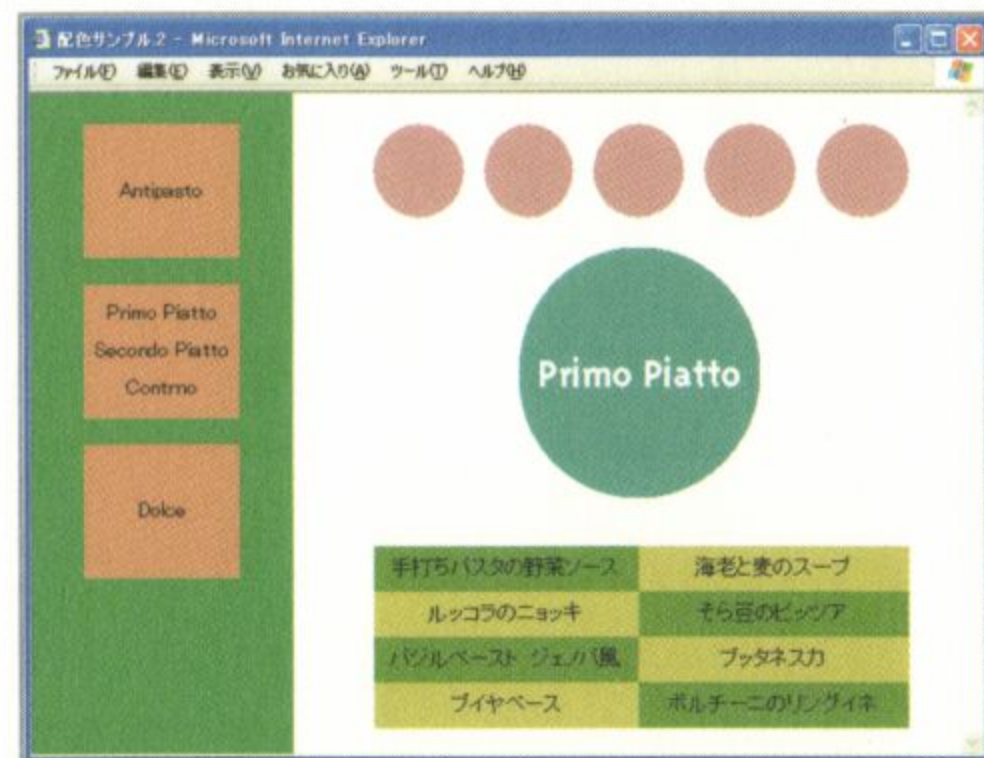 配色サンプル2 - Microsoft Internet Explorer
ファイル(F) 編集(E) 表示(V) お気に入り(A) ツール(T) ヘルプ(H)
Antipasto
Primo Piatto
Secondo Piatto
Contrno
Dolce
Primo Piatto
手打ちパスタの野菜ソース 海老と麦のスープ
ルッコラのニョッキ そら豆のピッツア
バジルペースト ジェノバ風 プッタネスカ
ブイヤベース ポルチーニのリングイネ